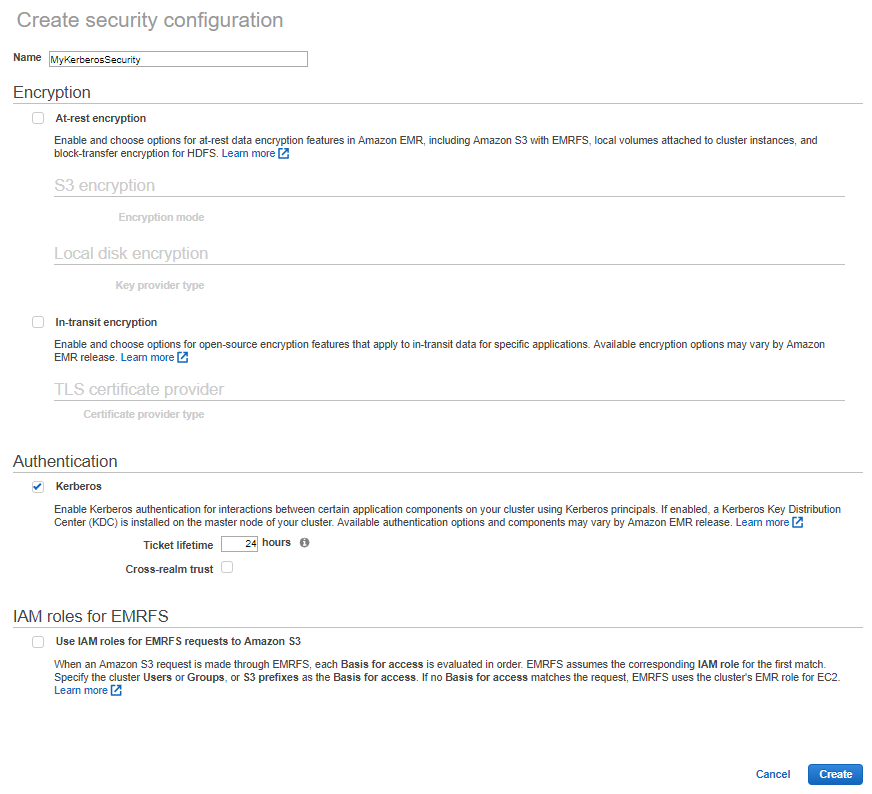 Create security configuration
Name MyKerberosSecurity
Encryption
At-rest encryption
Enable and choose options for at-rest data encryption features in Amazon EMR, including Amazon S3 with EMRFS, local volumes attached to cluster instances, and
block-transfer encryption for HDFS. Learn more
S3 encryption
Encryption mode
Local disk encryption
Key provider type
In-transit encryption
Enable and choose options for open-source encryption features that apply to in-transit data for specific applications. Available encryption options may vary by Amazon
EMR release. Learn more
TLS certificate provider
Certificate provider type
Authentication
Kerberos
Enable Kerberos authentication for interactions between certain application components on your cluster using Kerberos principals. If enabled, a Kerberos Key Distribution
Center (KDC) is installed on the master node of your cluster. Available authentication options and components may vary by Amazon EMR release. Learn more
Ticket lifetime 24 hours
Cross-realm trust
IAM roles for EMRFS
Use IAM roles for EMRFS requests to Amazon S3
When an Amazon S3 request is made through EMRFS, each Basis for access is evaluated in order. EMRFS assumes the corresponding IAM role for the first match.
Specify the cluster Users or Groups, or S3 prefixes as the Basis for access. If no Basis for access matches the request, EMRFS uses the cluster's EMR role for EC2.
Learn more
Cancel Create